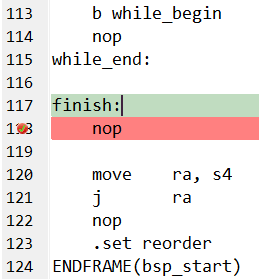 113 b while_begin
114 nop
115 while_end:
116
117 finish:
118 nop
119
120 move ra, s4
121 j ra
122 nop
123 .set reorder
124 ENDFRAME(bsp_start)